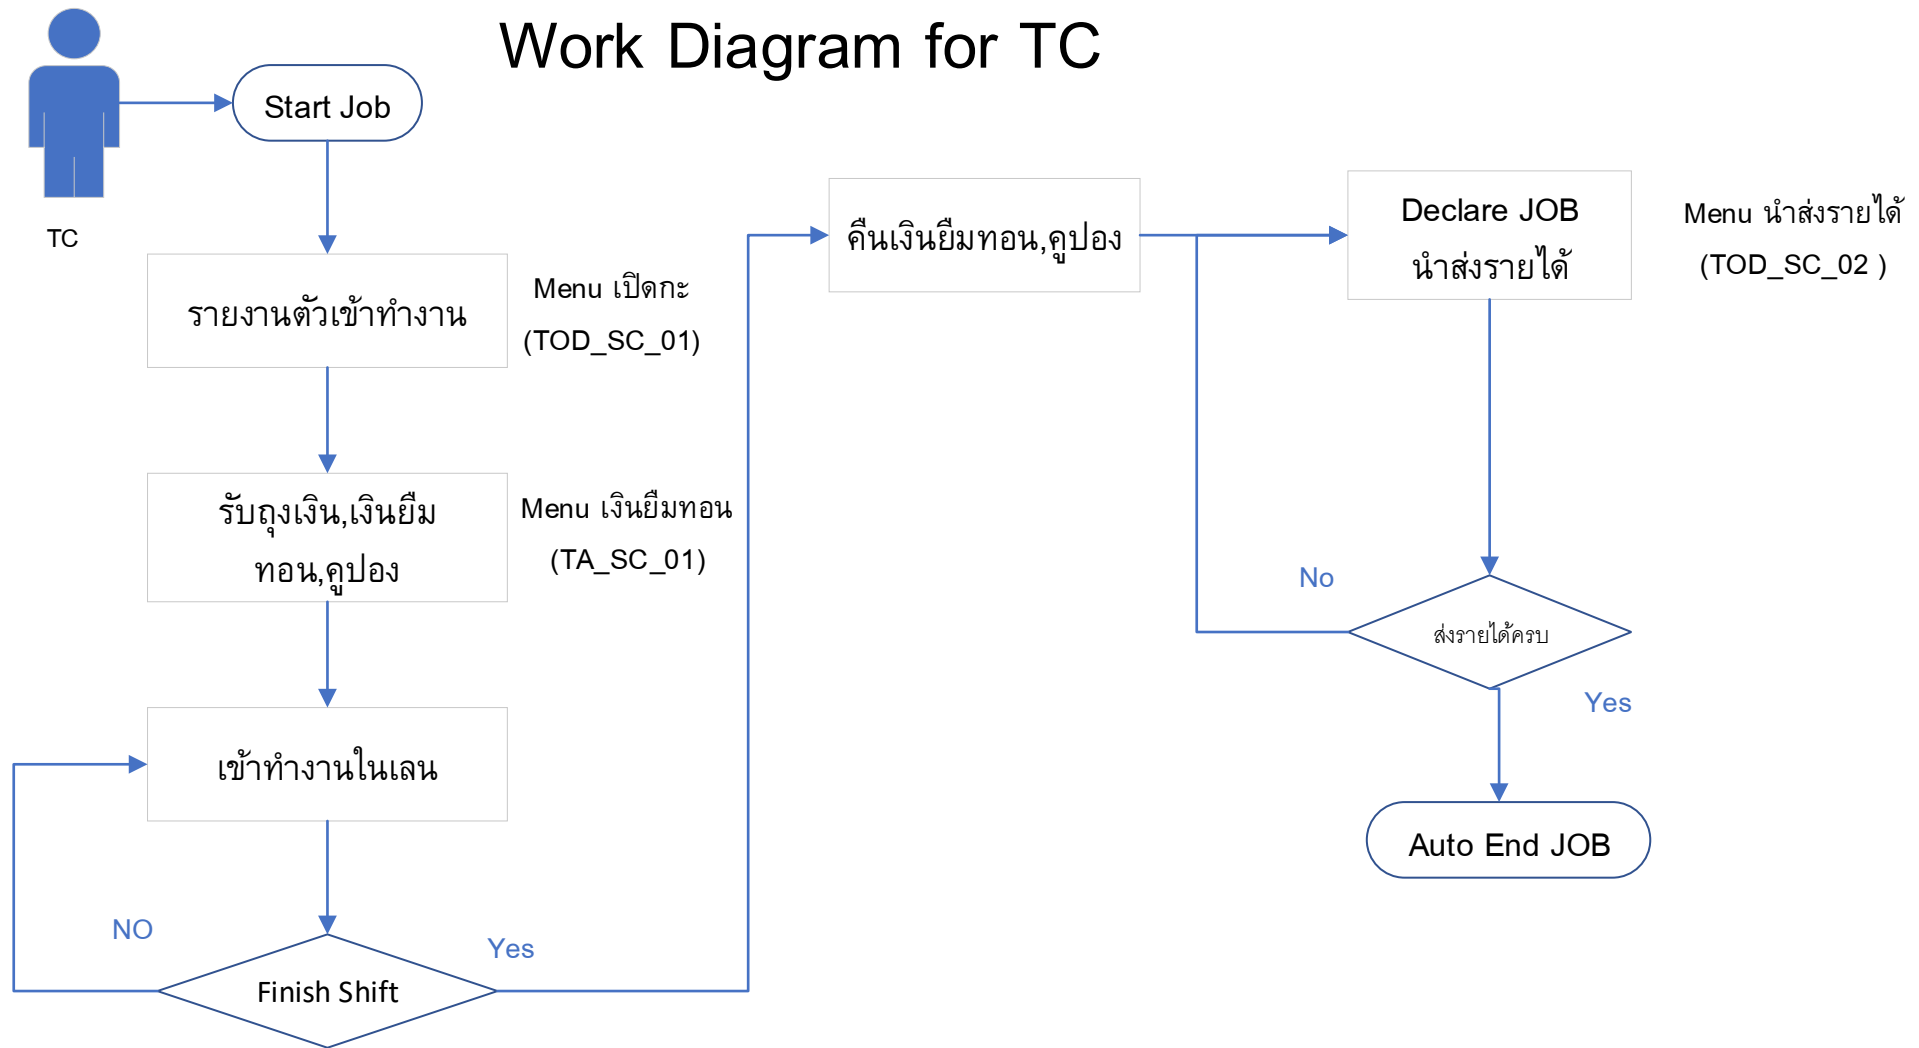 Work Diagram for TC
Start Job
TC
รายงานตัวเข้าทำงาน
Menu เปิดกะ
(TOD_SC_01)
รับถุงเงิน,เงินยืม
ทอน,คูปอง
Menu เงินยืมทอน
(TA_SC_01)
เข้าทำงานในเลน
NO
Finish Shift
Yes
คืนเงินยืมทอน,คูปอง
Declare JOB
นำส่งรายได้
Menu นำส่งรายได้
(TOD_SC_02 )
No
ส่งรายได้ครบ
Yes
Auto End JOB